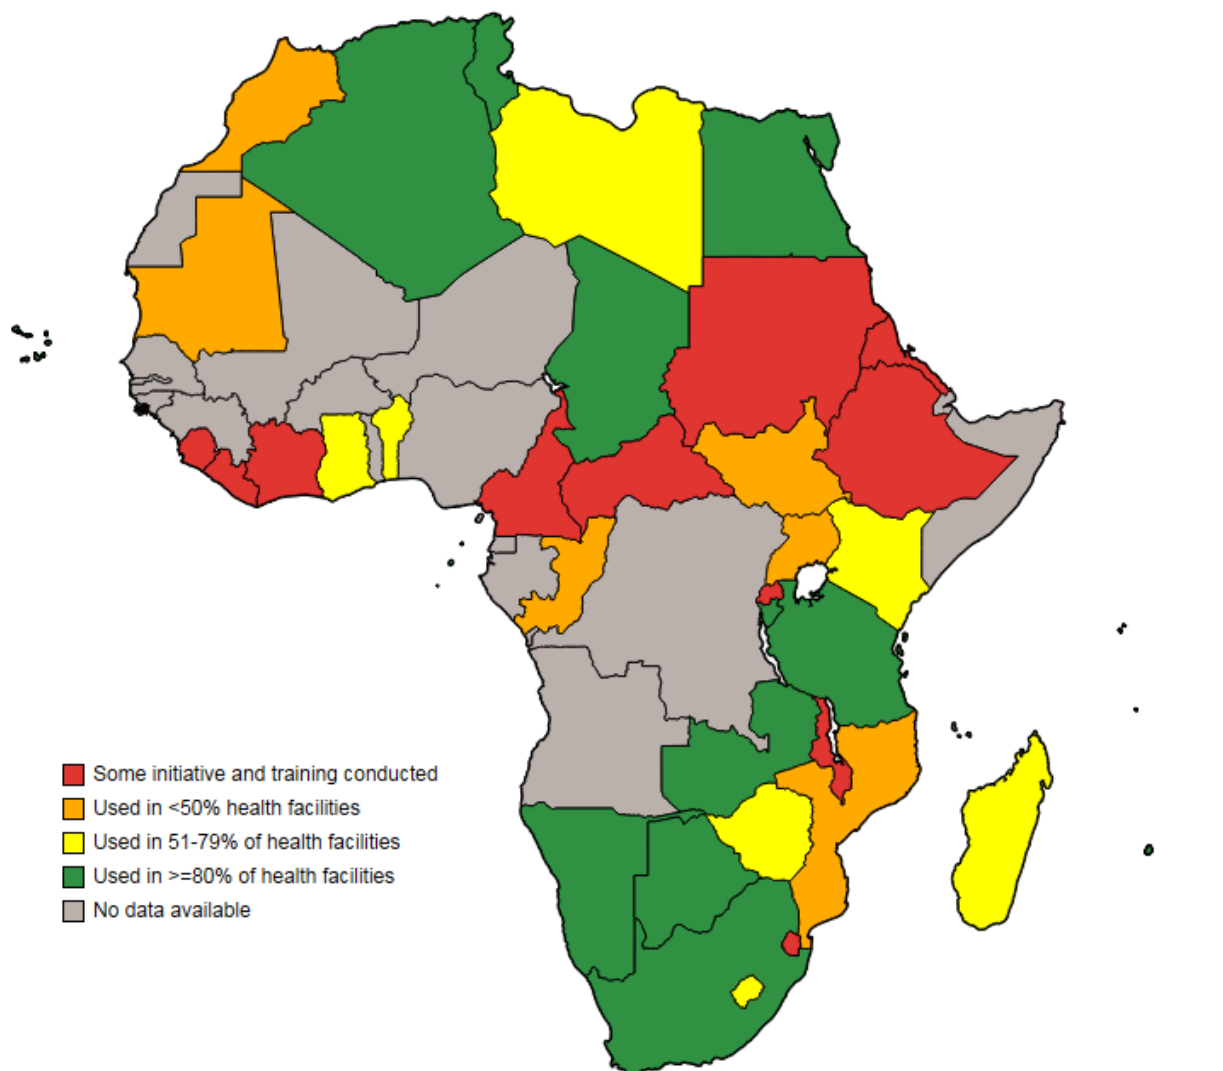 Some initiative and training conducted
Used in <50% health facilities
Used in 51-79% of health facilities
Used in >=80% of health facilities
No data available